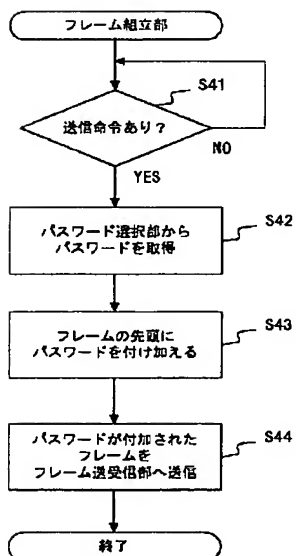 フレーム組立部
S41
送信命令あり?
NO
YES
S42
パスワード選択部から
パスワードを取得
S43
フレームの先頭に
パスワードを付け加える
S44
パスワードが付加された
フレームを
フレーム送受信部へ送信
終了